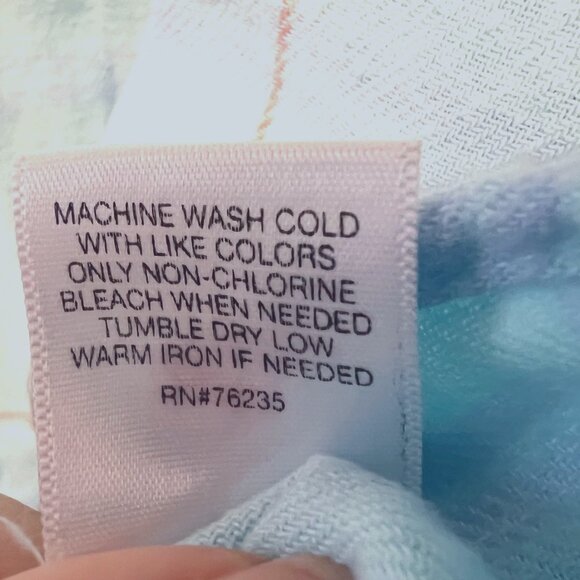 MACHINE WASH COLD
WITH LIKE COLORS
ONLY NON-CHLORINE
BLEACH WHEN NEEDED
TUMBLE DRY LOW
WARM IRON IF NEEDED
RN#76235